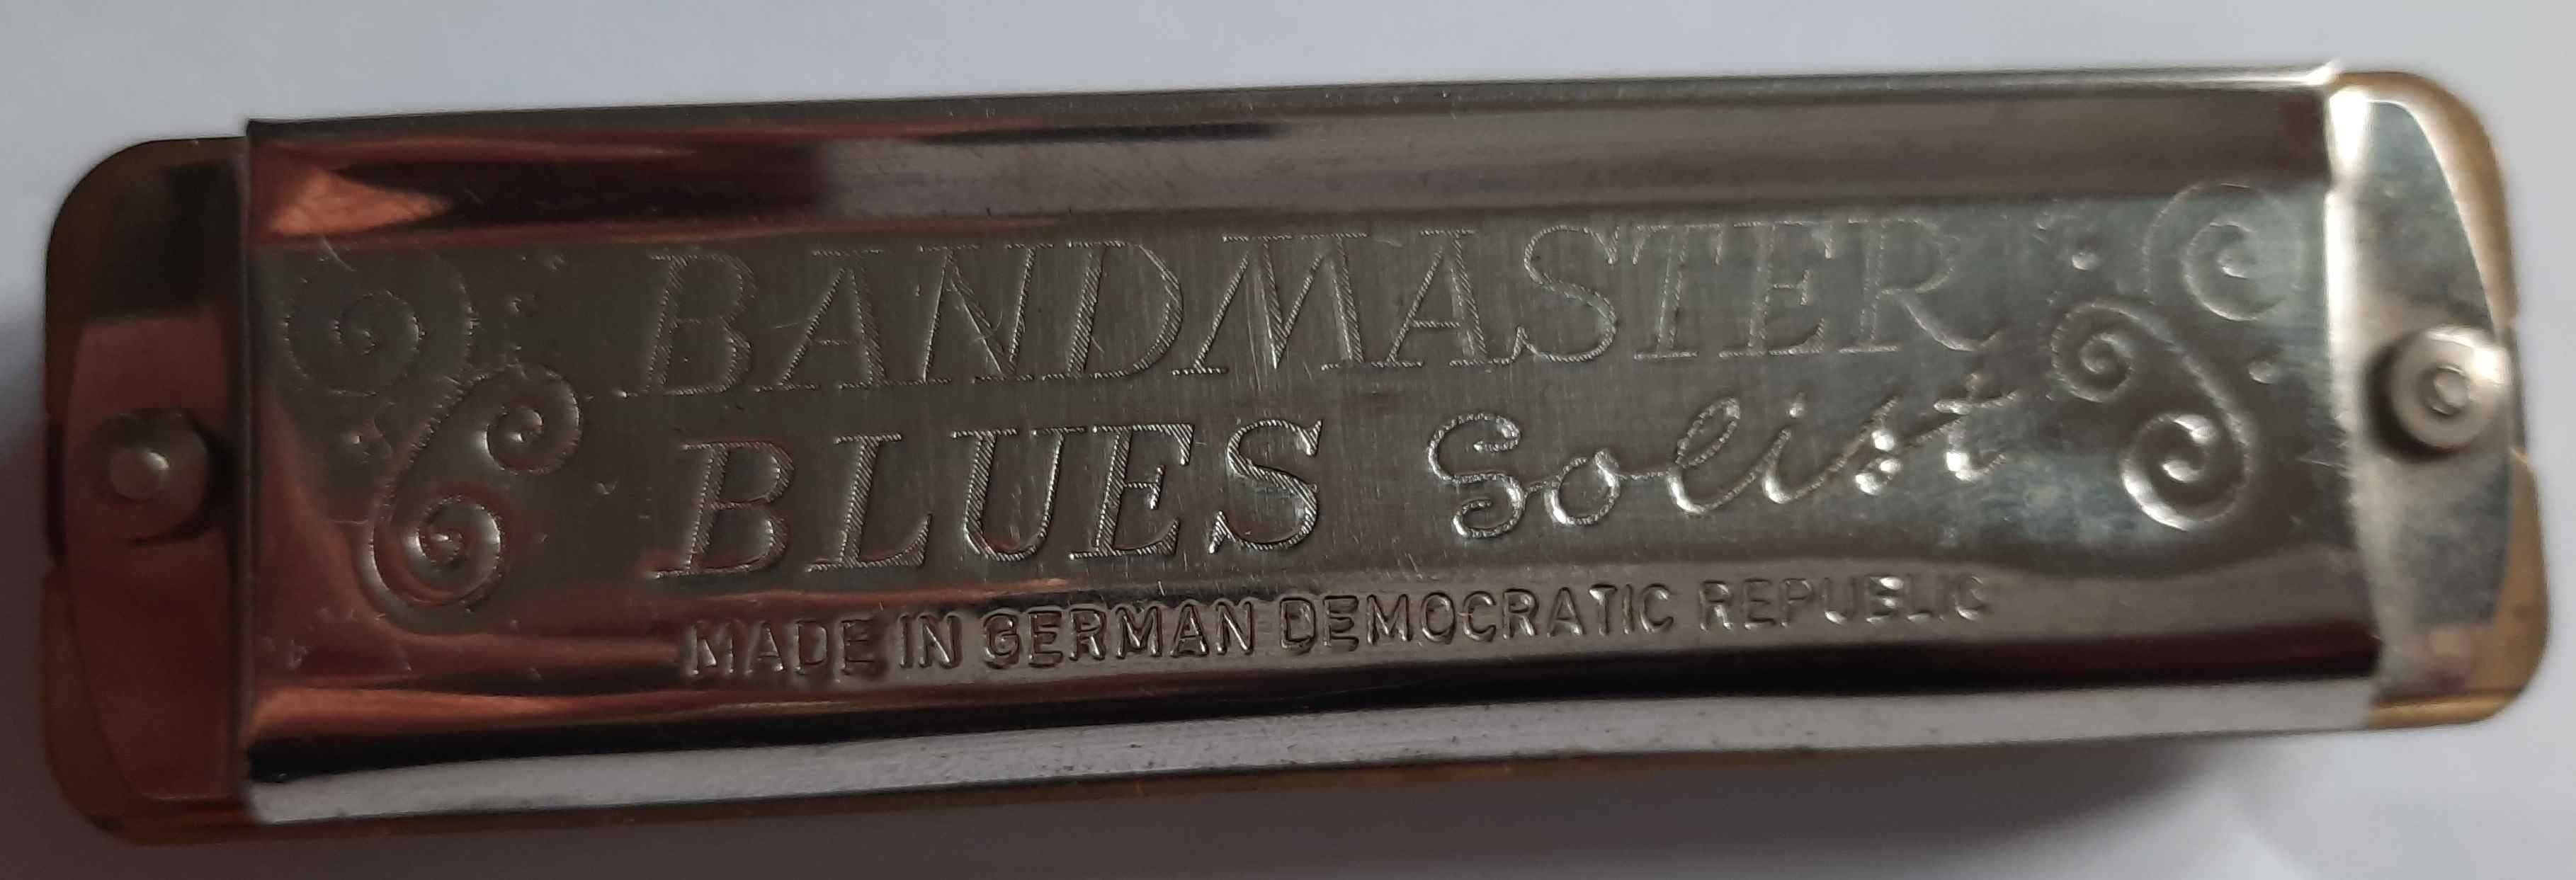 BANDMASTER
BLUES Solist
MADE IN GERMAN DEMOCRATIC REPUBLIC